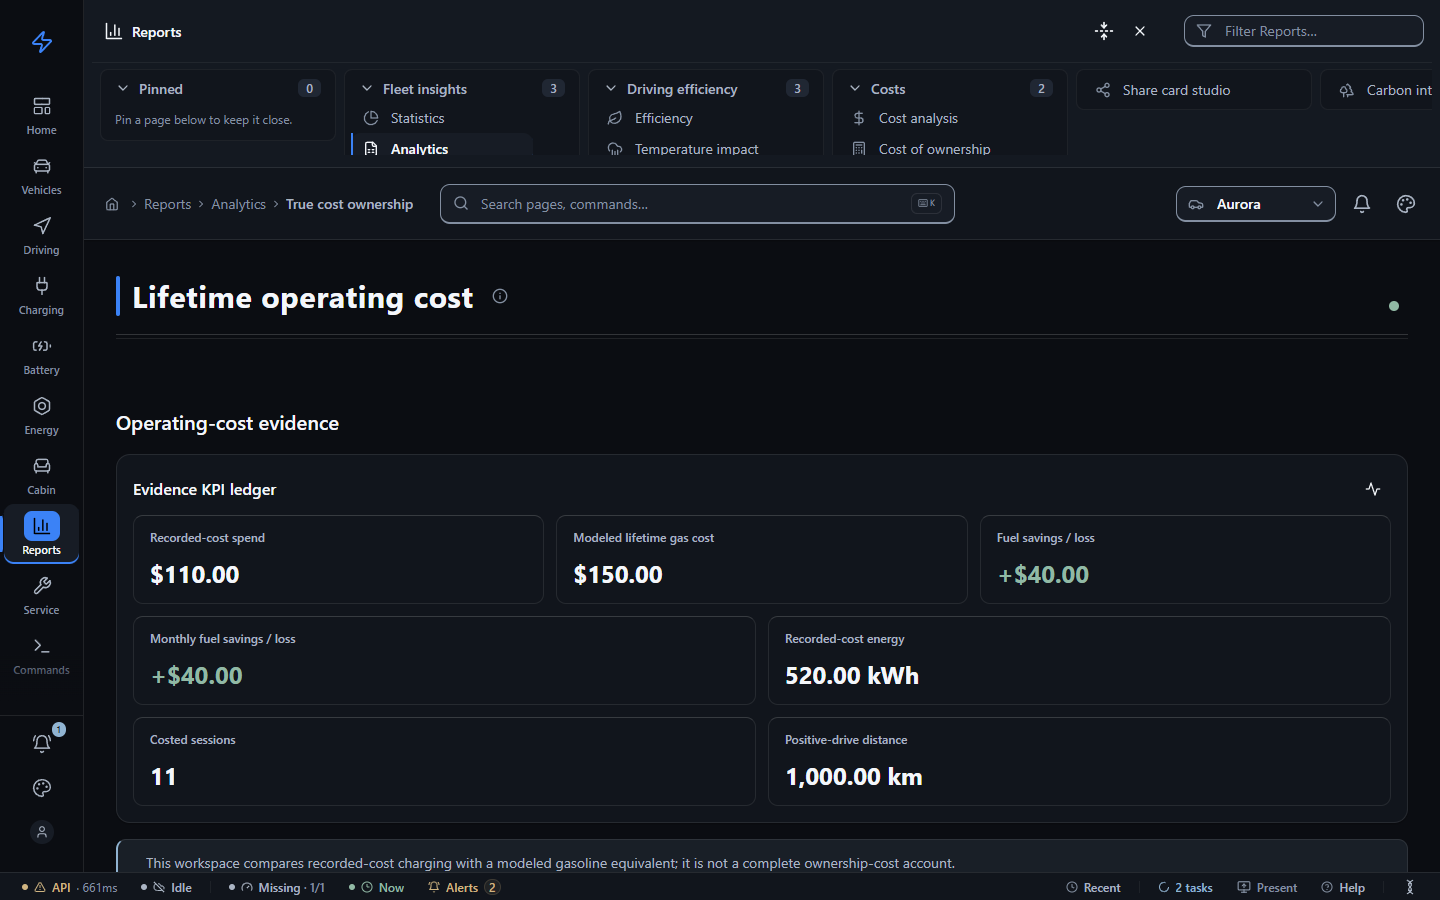 Reports
Filter Reports...
Pinned 0
Pin a page below to keep it close.
Fleet insights 3
Statistics
Analytics
Driving efficiency 3
Efficiency
Temperature impact
Costs 2
Cost analysis
Cost of ownership
Share card studio
Carbon int
Home
Vehicles
Driving
Charging
Battery
Energy
Cabin
Reports
Service
Commands
1
Reports > Analytics > True cost ownership
Search pages, commands...
K
Aurora
Lifetime operating cost
Operating-cost evidence
Evidence KPI ledger
Recorded-cost spend
$110.00
Modeled lifetime gas cost
$150.00
Fuel savings / loss
+$40.00
Monthly fuel savings / loss
+$40.00
Recorded-cost energy
520.00 kWh
Costed sessions
11
Positive-drive distance
1,000.00 km
This workspace compares recorded-cost charging with a modeled gasoline equivalent; it is not a complete ownership-cost account.
API · 661ms
Idle
Missing · 1/1
Now
Alerts 2
Recent
2 tasks
Present
Help